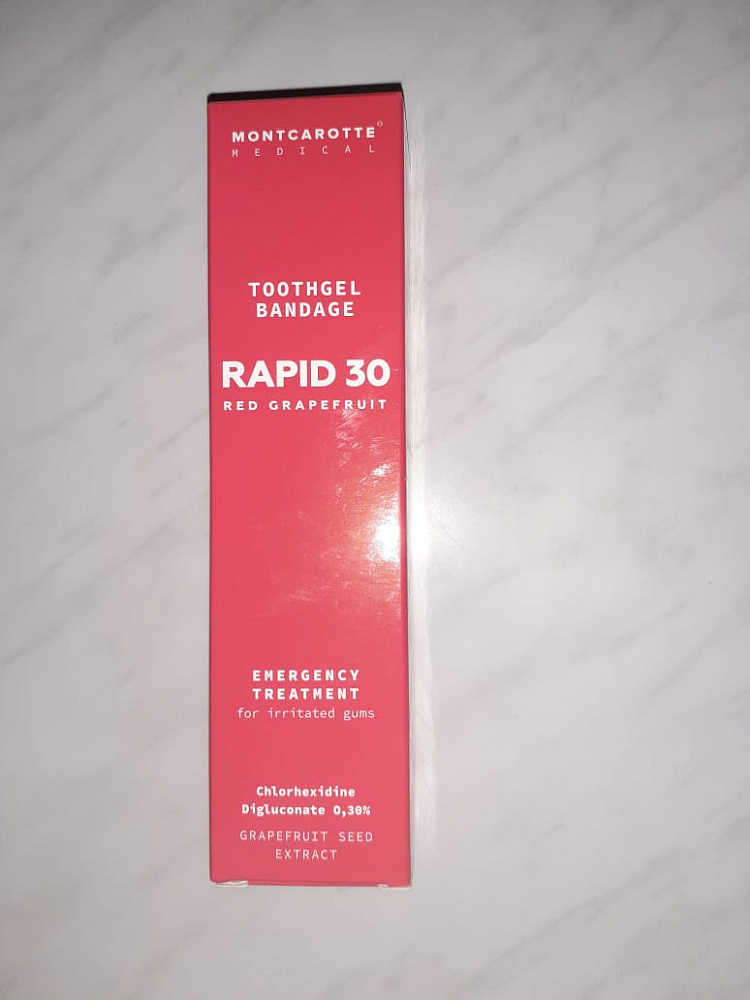 MONTCAROTTE®
MEDICAL
TOOTHGEL
BANDAGE
RAPID 30
RED GRAPEFRUIT
EMERGENCY
TREATMENT
for irritated gums
Chlorhexidine
Digluconate 0,30%
GRAPEFRUIT SEED
EXTRACT